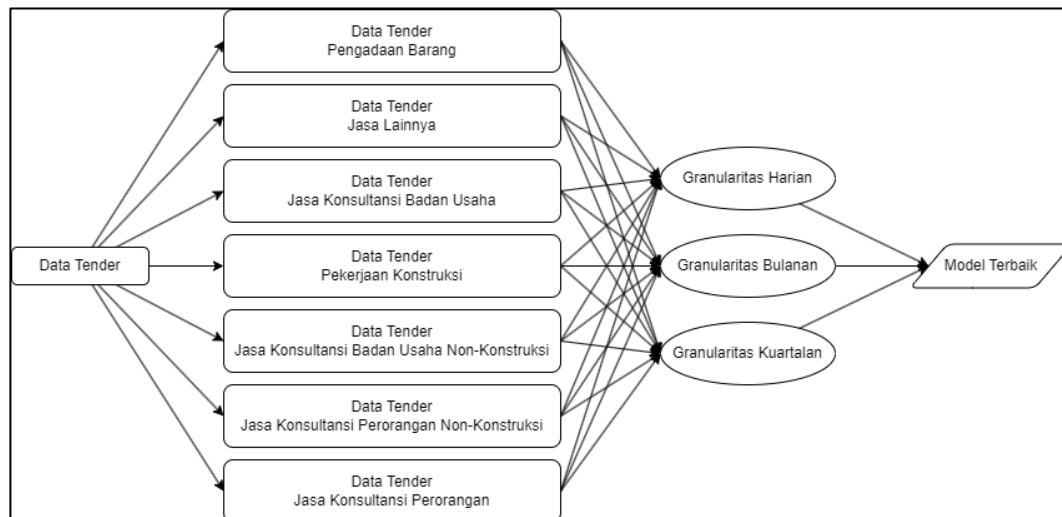 Data Tender
Data Tender
Pengadaan Barang
Data Tender
Jasa Lainnya
Data Tender
Jasa Konsultansi Badan Usaha
Data Tender
Pekerjaan Konstruksi
Data Tender
Jasa Konsultansi Badan Usaha Non-Konstruksi
Data Tender
Jasa Konsultansi Perorangan Non-Konstruksi
Data Tender
Jasa Konsultansi Perorangan
Granularitas Harian
Granularitas Bulanan
Granularitas Kuartalan
Model Terbaik